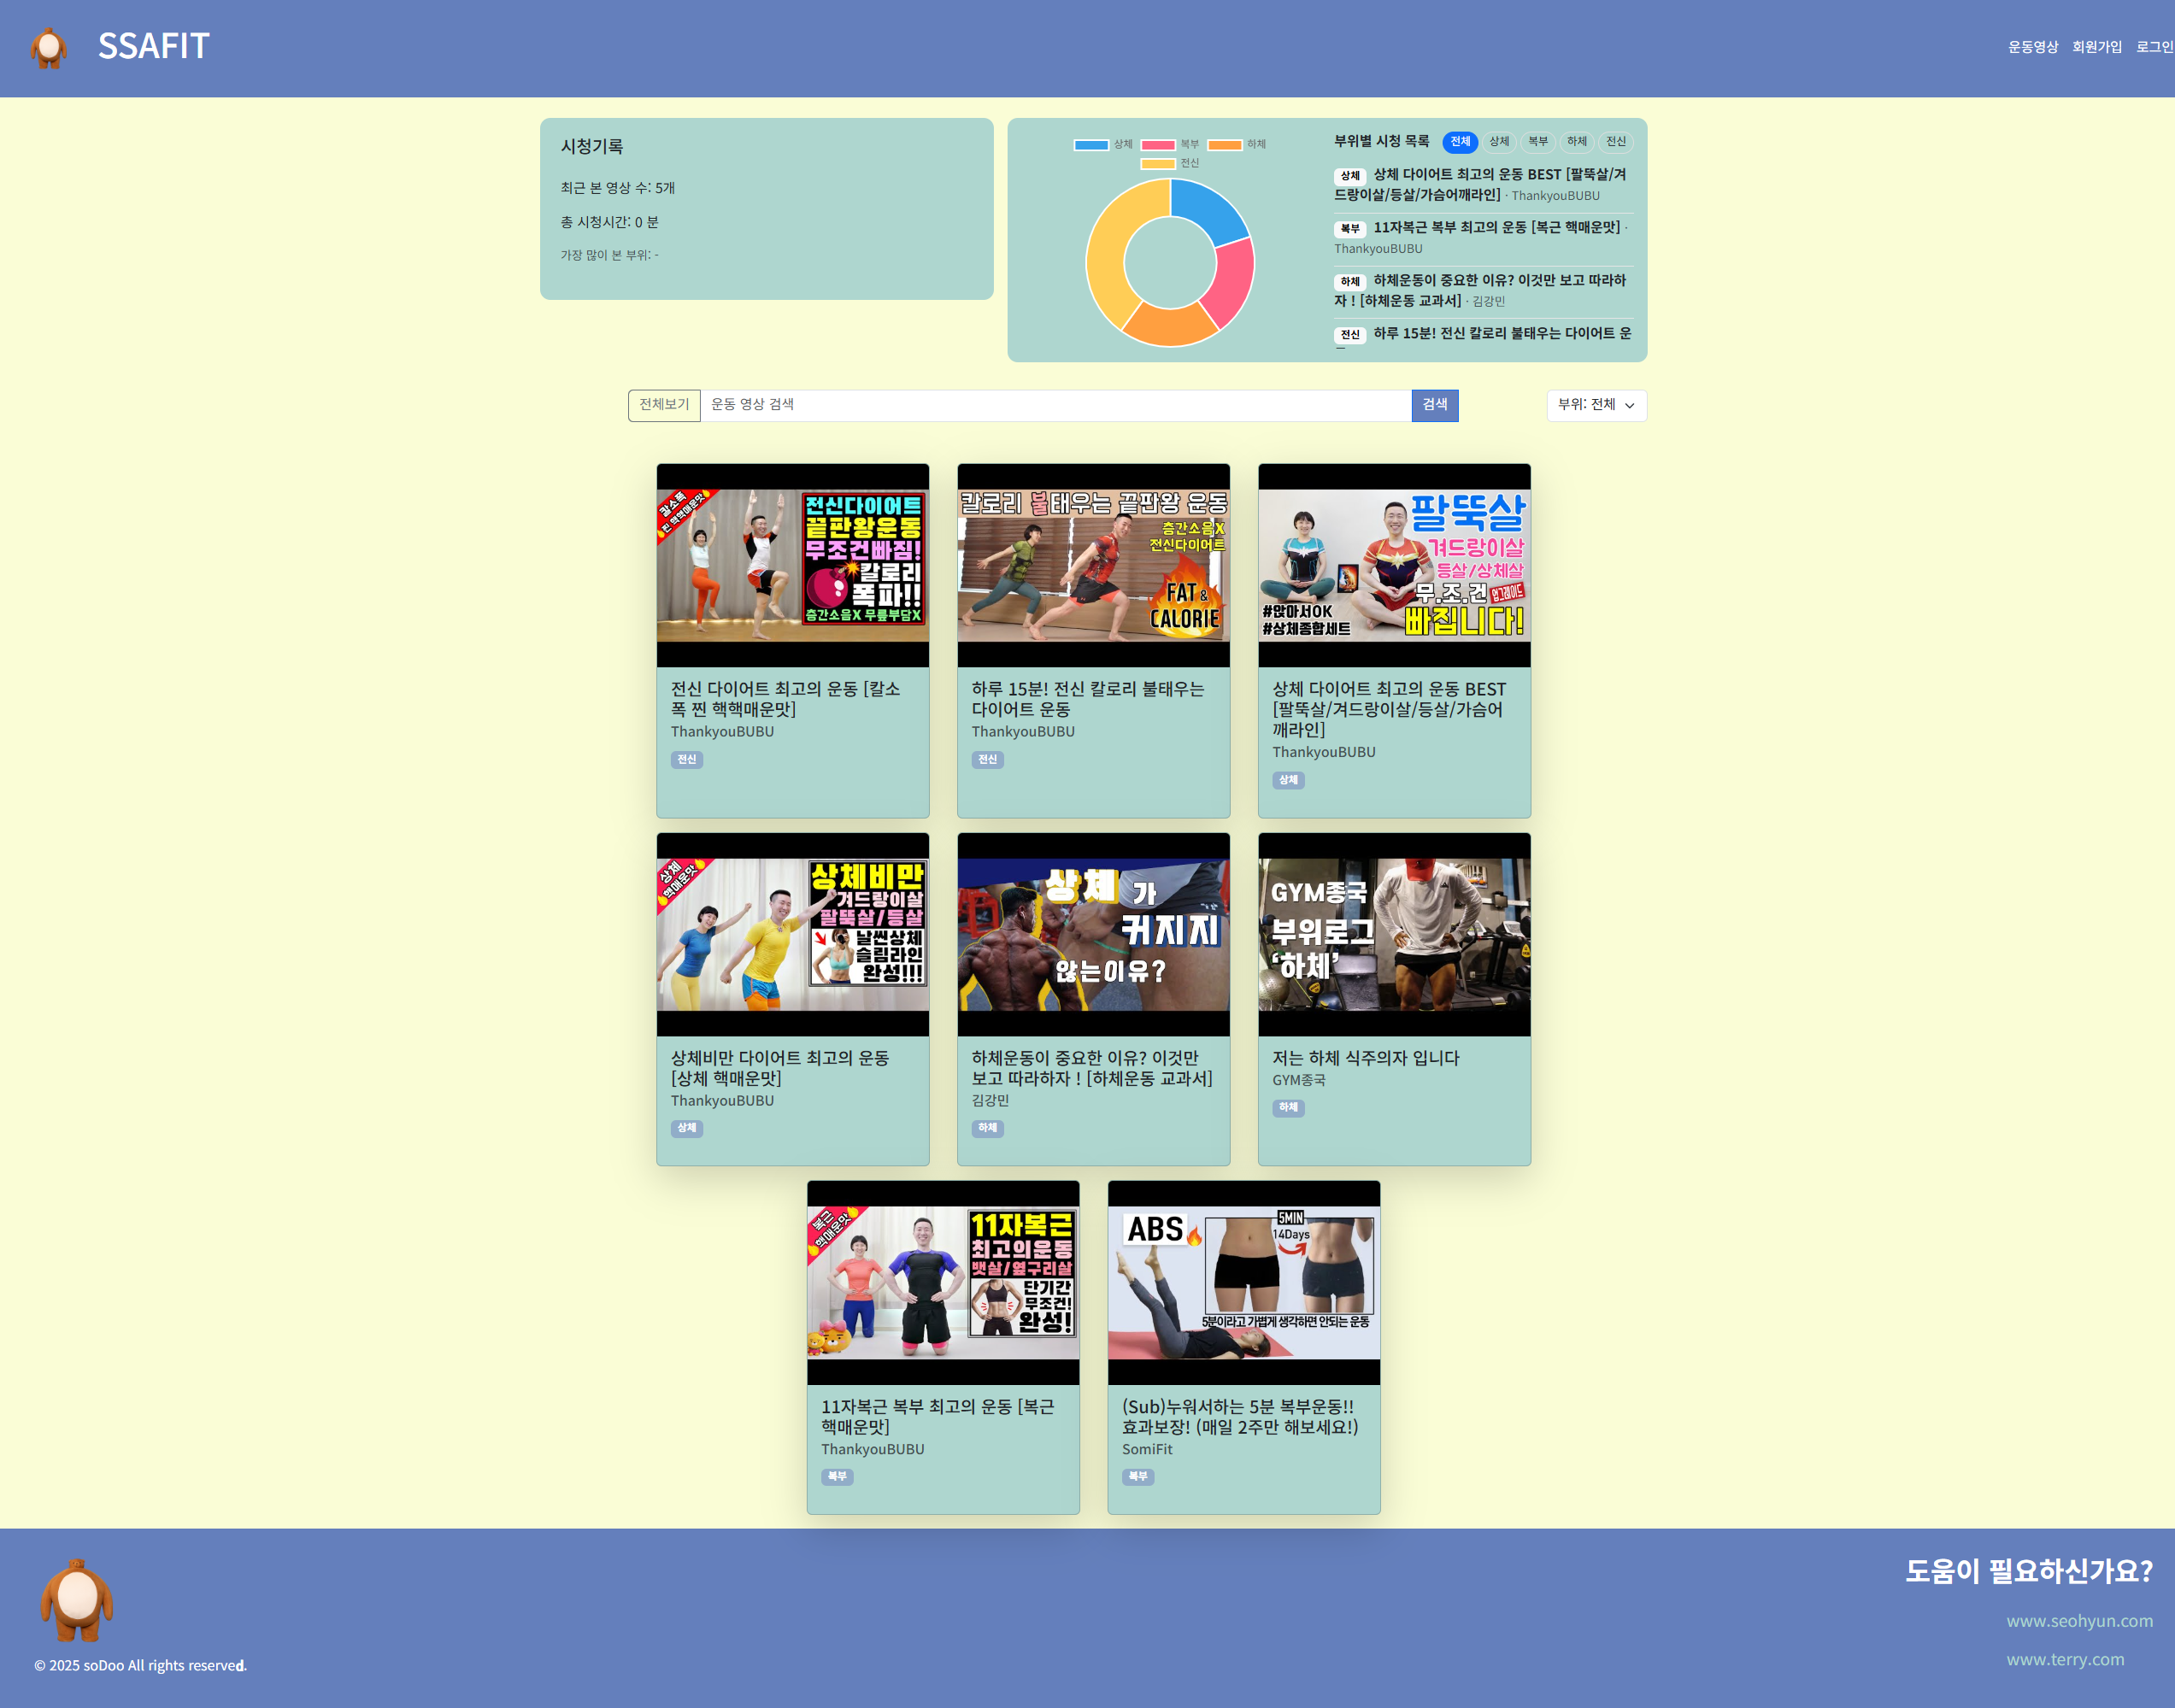 SSAFIT
운동영상 회원가입 로그인
시청기록
최근 본 영상 수: 5개
총 시청시간: 0 분
가장 많이 본 부위: -
상체 복부 하체
전신
부위별 시청 목록 전체 상체 복부 하체 전신
상체 상체 다이어트 최고의 운동 BEST [팔뚝살/겨
드랑이살/등살/가슴어깨라인] · ThankyouBUBU
복부 11자복근 복부 최고의 운동 [복근 핵매운맛] ·
ThankyouBUBU
하체 하체운동이 중요한 이유? 이것만 보고 따라하
자 ! [하체운동 교과서] · 김강민
전신 하루 15분! 전신 칼로리 불태우는 다이어트 운
전체보기 운동 영상 검색 검색 부위: 전체
칼소폭
찐 핵핵매운맛
전신다이어트
끝판왕운동
무조건빠짐!
칼로리
폭파!!
층간소음X 무릎부담X
전신 다이어트 최고의 운동 [칼소
폭 찐 핵핵매운맛]
ThankyouBUBU
전신
칼로리 불태우는 끝판왕 운동
층간소음X
전신다이어트
FAT &
CALORIE
하루 15분! 전신 칼로리 불태우는
다이어트 운동
ThankyouBUBU
전신
팔뚝살
겨드랑이살
등살/상체살
무.조.건 업그레이드
빠집니다!
#앉아서OK
#상체종합세트
상체 다이어트 최고의 운동 BEST
[팔뚝살/겨드랑이살/등살/가슴어
깨라인]
ThankyouBUBU
상체
상체
핵매운맛
상체비만
겨드랑이살
팔뚝살/등살
날씬상체
슬림라인
완성!!!
상체비만 다이어트 최고의 운동
[상체 핵매운맛]
ThankyouBUBU
상체
상체가
커지지
않는이유?
하체운동이 중요한 이유? 이것만
보고 따라하자 ! [하체운동 교과서]
김강민
하체
GYM종국
부위로그
‘하체’
저는 하체 식주의자 입니다
GYM종국
하체
복근
핵매운맛
11자복근
최고의운동
뱃살/옆구리살
단기간
무조건!
완성!
11자복근 복부 최고의 운동 [복근
핵매운맛]
ThankyouBUBU
복부
ABS
5MIN
14Days
5분이라고 가볍게 생각하면 안되는 운동
(Sub)누워서하는 5분 복부운동!!
효과보장! (매일 2주만 해보세요!)
SomiFit
복부
© 2025 soDoo All rights reserved.
도움이 필요하신가요?
www.seohyun.com
www.terry.com